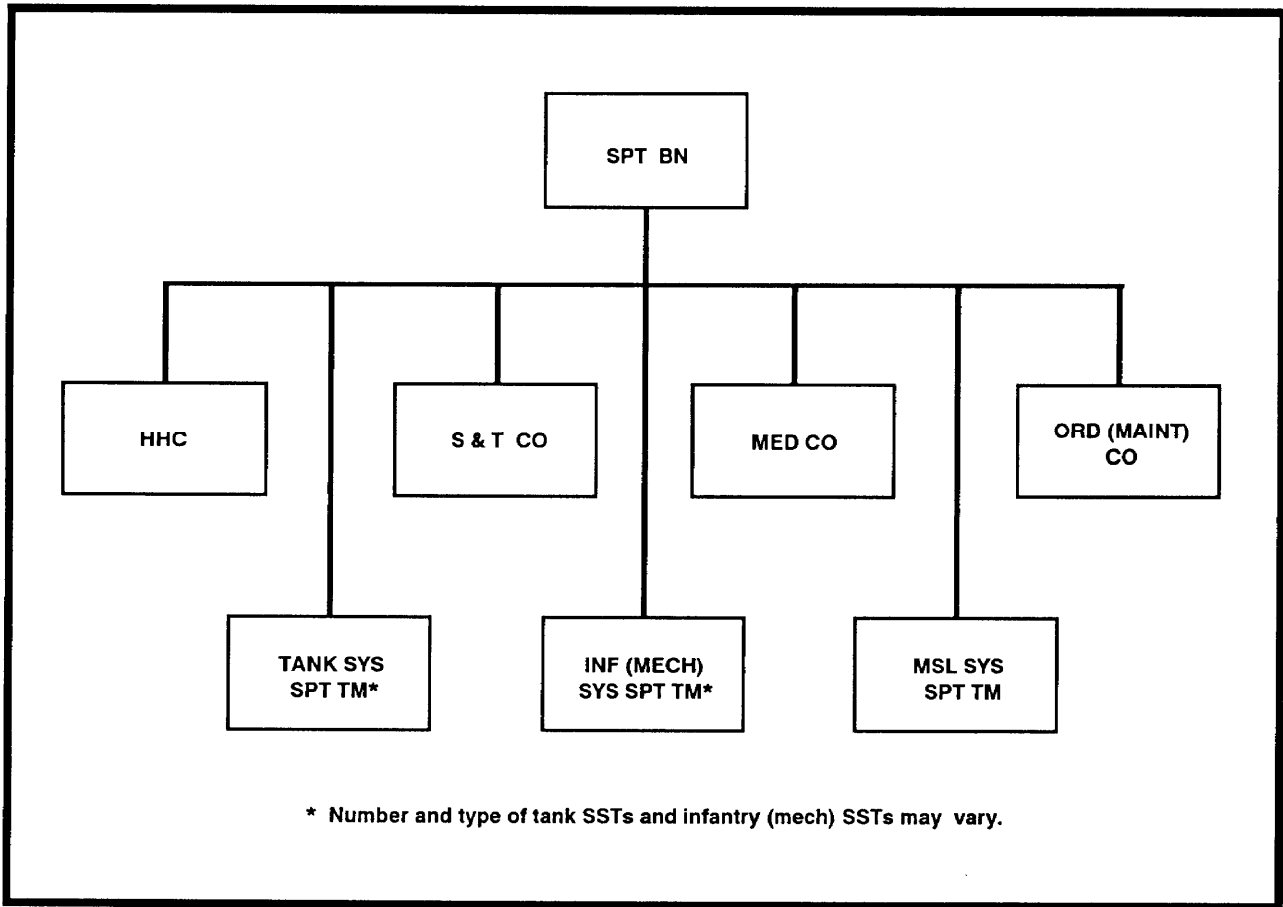 SPT BN
HHC
S & T CO
MED CO
ORD (MAINT)
CO
TANK SYS
SPT TM*
INF (MECH)
SYS SPT TM*
MSL SYS
SPT TM
* Number and type of tank SSTs and infantry (mech) SSTs may vary.